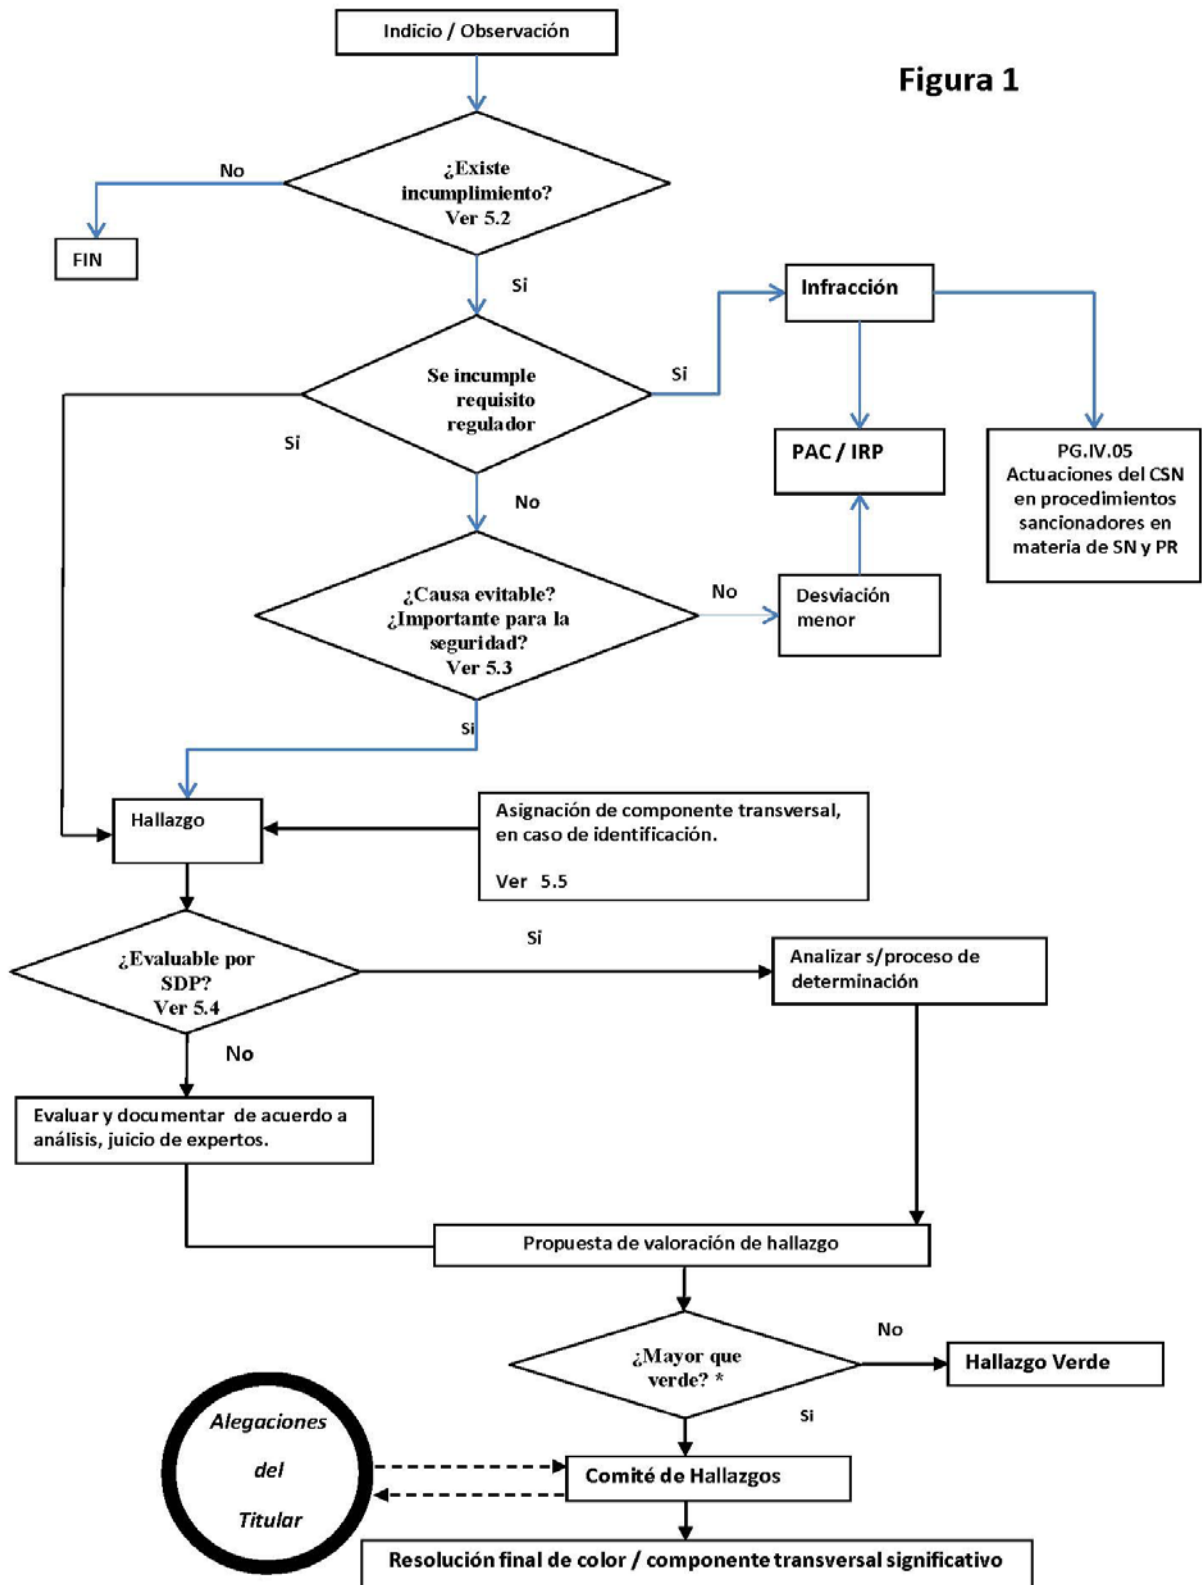 Indicio / Observación
Figura 1
¿Existe
incumplimiento?
Ver 5.2
No
FIN
Si
Infracción
Se incumple
requisito
regulador
Si
Si
PAC / IRP
PG.IV.05
Actuaciones del CSN
en procedimientos
sancionadores en
materia de SN y PR
No
¿Causa evitable?
¿Importante para la
seguridad?
Ver 5.3
No
Desviación
menor
Si
Hallazgo
Asignación de componente transversal,
en caso de identificación.
Ver 5.5
¿Evaluable por
SDP?
Ver 5.4
Si
Analizar s/proceso de
determinación
No
Evaluar y documentar de acuerdo a
análisis, juicio de expertos.
Propuesta de valoración de hallazgo
¿Mayor que
verde? *
No
Hallazgo Verde
Si
Alegaciones
del
Titular
Comité de Hallazgos
Resolución final de color / componente transversal significativo